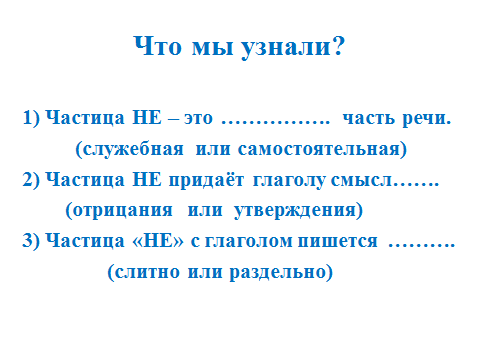 Что мы узнали?
1) Частица НЕ – это ……………. часть речи.
(служебная или самостоятельная)
2) Частица НЕ придаёт глаголу смысл…….
(отрицания или утверждения)
3) Частица «НЕ» с глаголом пишется ……….
(слитно или раздельно)